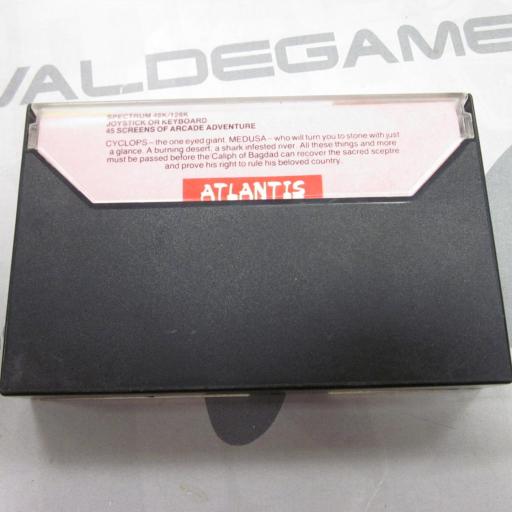 VALDEGAME
SPECTRUM 48K/128K
JOYSTICK OR KEYBOARD
45 SCREENS OF ARCADE ADVENTURE
CYCLOPS – the one eyed giant. MEDUSA – who will turn you to stone with just
a glance. A burning desert, a shark infested river. All these things and more
must be passed before the Caliph of Bagdad can recover the sacred sceptre
and prove his right to rule his beloved country.
ATLANTIS